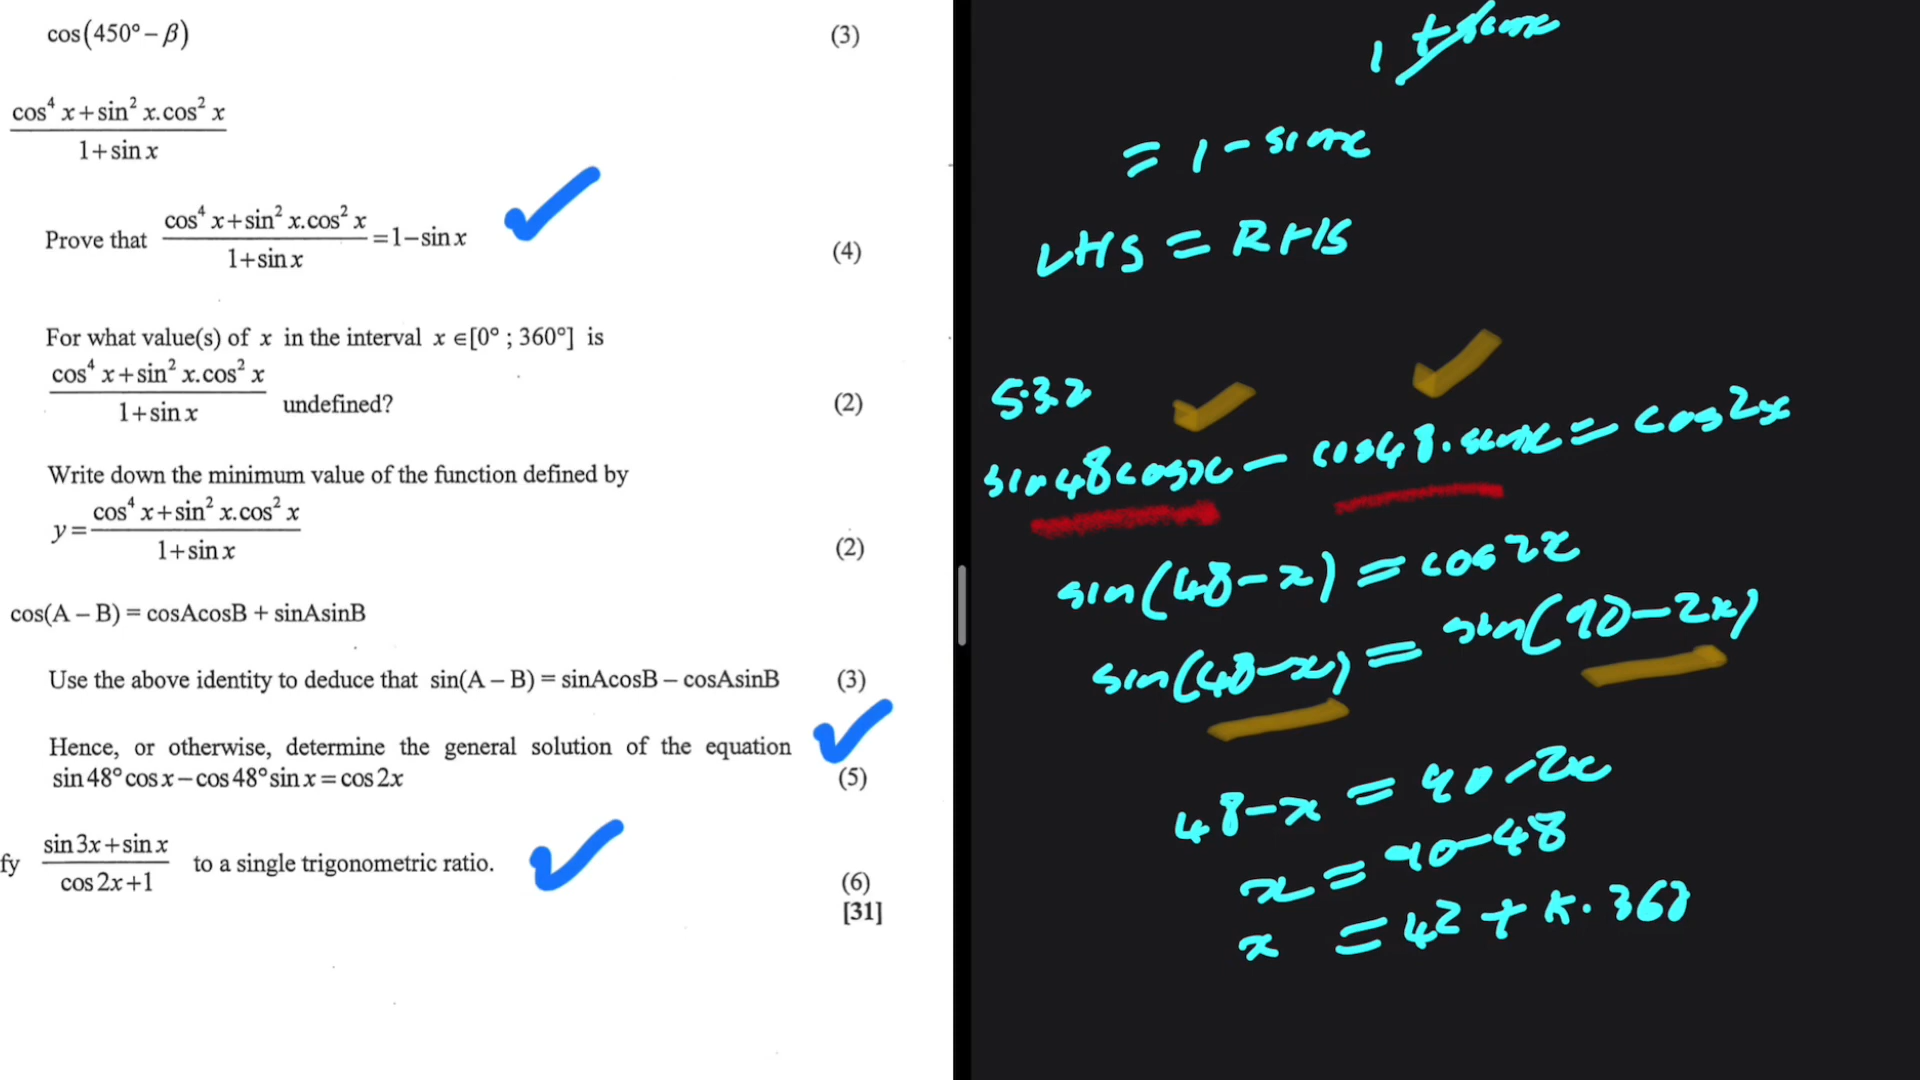 cos(450° − β) (3)
cos⁴ x + sin² x.cos² x
1 + sin x
Prove that cos⁴ x + sin² x.cos² x / 1 + sin x = 1 − sin x (4)
For what value(s) of x in the interval x ∈ [0° ; 360°] is
cos⁴ x + sin² x.cos² x / 1 + sin x undefined? (2)
Write down the minimum value of the function defined by
y = cos⁴ x + sin² x.cos² x / 1 + sin x (2)
cos(A – B) = cosAcosB + sinAsinB
Use the above identity to deduce that sin(A – B) = sinAcosB – cosAsinB (3)
Hence, or otherwise, determine the general solution of the equation
sin 48° cos x − cos 48° sin x = cos 2x (5)
fy sin 3x + sin x / cos 2x + 1 to a single trigonometric ratio. (6)
[31]
1 + sinx
= 1 - sinx
LHS = RHS
5.3.2
sin48cosx - cos48.sinx = cos2x
sin(48-x) = cos2x
sin(48-x) = sin(90-2x)
48-x = 90-2x
x = 90-48
x = 42 + k.360